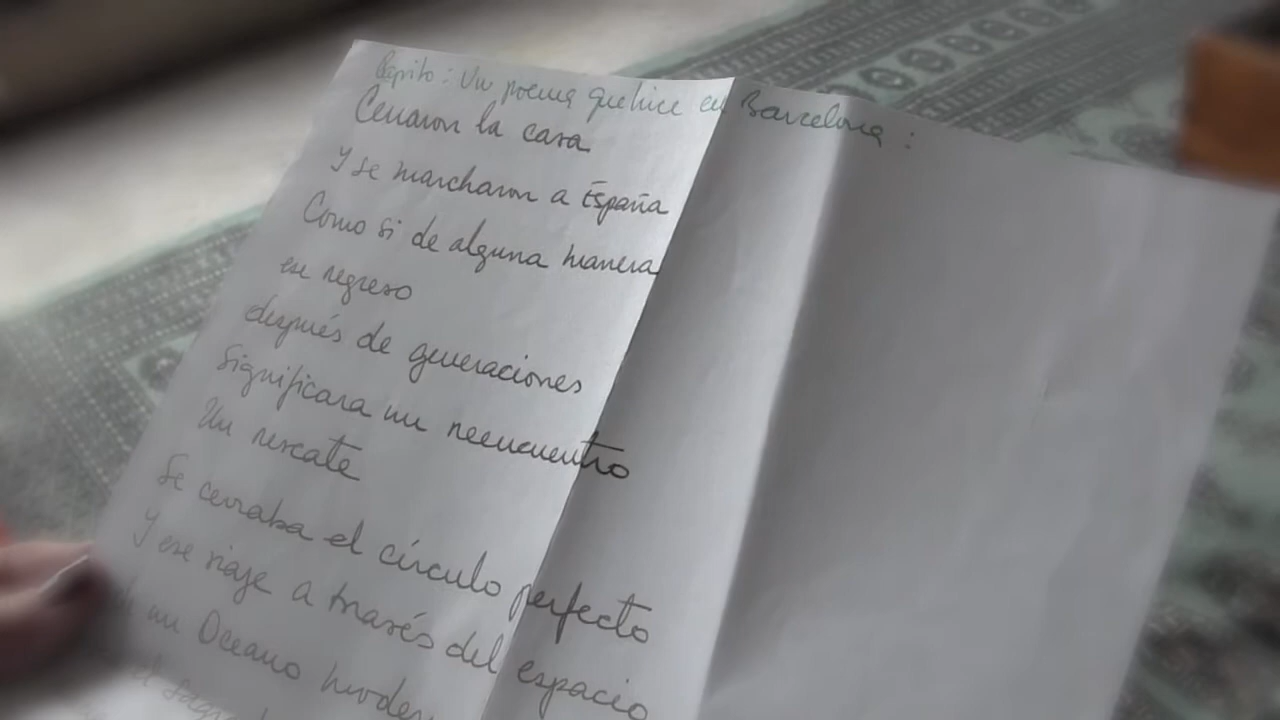 Pepito: Un poema que hice en Barcelona:
Cerraron la casa
Y se marcharon a España
Como si de alguna manera
ese regreso
después de generaciones
Significara un reencuentro
Un rescate
Se cerraba el círculo perfecto
Y ese viaje a través del espacio
un Oceano